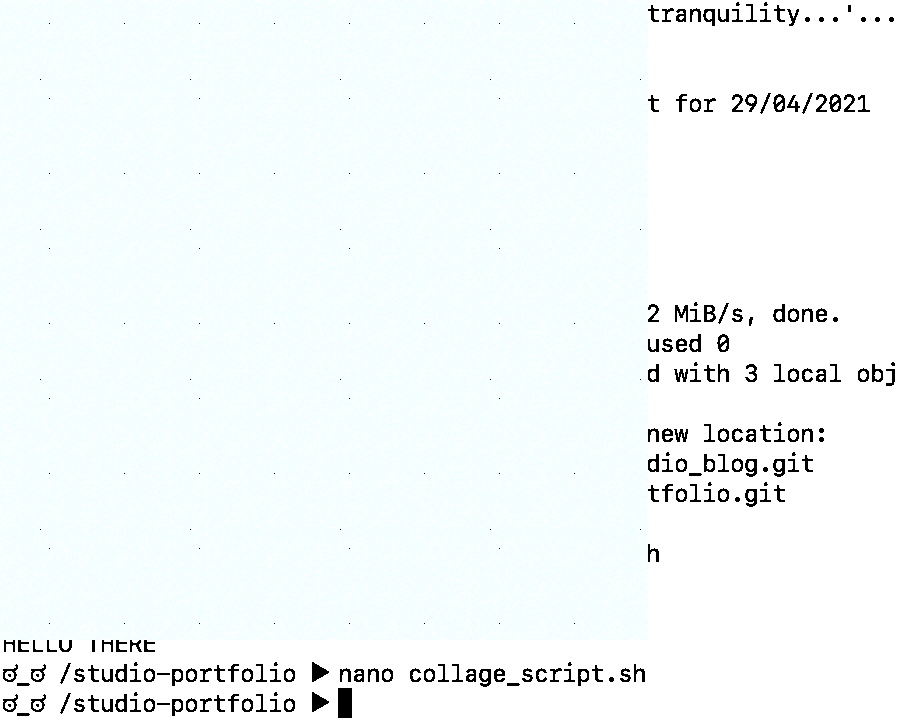 tranquility...'...
t for 29/04/2021
2 MiB/s, done.
used 0
d with 3 local obj
new location:
dio_blog.git
tfolio.git
h
HELLO THERE
ಠ_ಠ /studio-portfolio ▶ nano collage_script.sh
ಠ_ಠ /studio-portfolio ▶